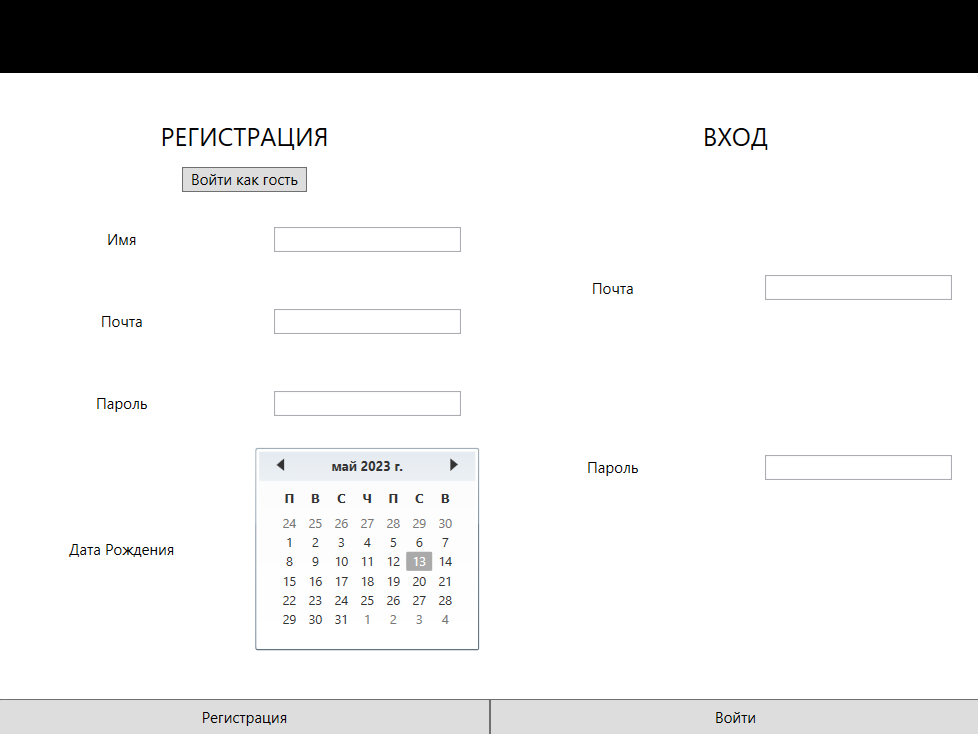 РЕГИСТРАЦИЯ
Войти как гость
Имя
Почта
Пароль
Дата Рождения
май 2023 г.
П В С Ч П С В
24 25 26 27 28 29 30
1 2 3 4 5 6 7
8 9 10 11 12 13 14
15 16 17 18 19 20 21
22 23 24 25 26 27 28
29 30 31 1 2 3 4
Регистрация
ВХОД
Почта
Пароль
Войти